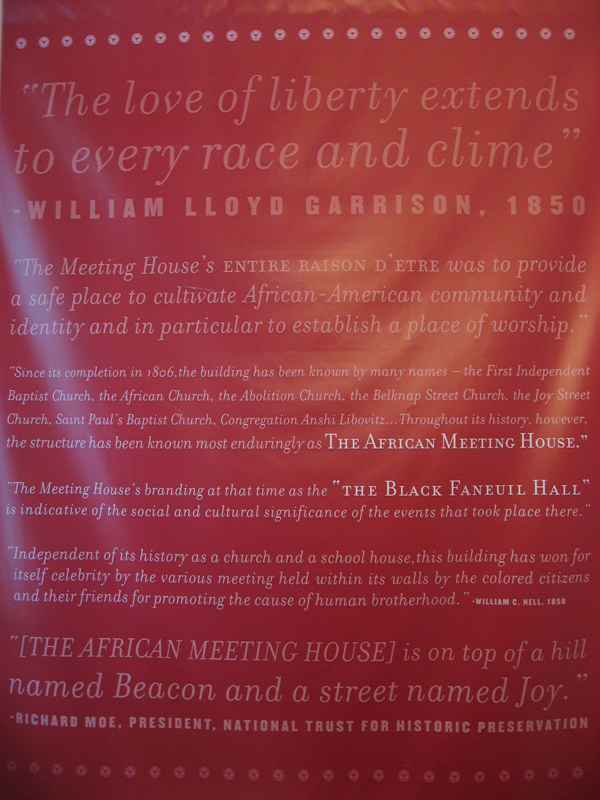 "The love of liberty extends
to every race and clime"
-WILLIAM LLOYD GARRISON, 1850
"The Meeting House's ENTIRE RAISON D'ETRE was to provide
a safe place to cultivate African-American community and
identity and in particular to establish a place of worship."
"Since its completion in 1806,the building has been known by many names – the First Independent
Baptist Church, the African Church, the Abolition Church, the Belknap Street Church, the Joy Street
Church, Saint Paul's Baptist Church, Congregation Anshi Libovitz...Throughout its history, however,
the structure has been known most enduringly as THE AFRICAN MEETING HOUSE."
"The Meeting House's branding at that time as the "THE BLACK FANEUIL HALL"
is indicative of the social and cultural significance of the events that took place there."
"Independent of its history as a church and a school house,this building has won for
itself celebrity by the various meeting held within its walls by the colored citizens
and their friends for promoting the cause of human brotherhood." -WILLIAM C. NELL, 1858
"[THE AFRICAN MEETING HOUSE] is on top of a hill
named Beacon and a street named Joy."
-RICHARD MOE, PRESIDENT, NATIONAL TRUST FOR HISTORIC PRESERVATION